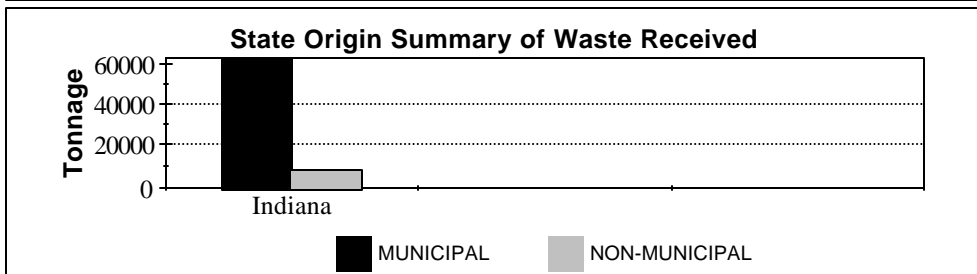 State Origin Summary of Waste Received
Tonnage
60000
40000
20000
0
Indiana
MUNICIPAL NON-MUNICIPAL